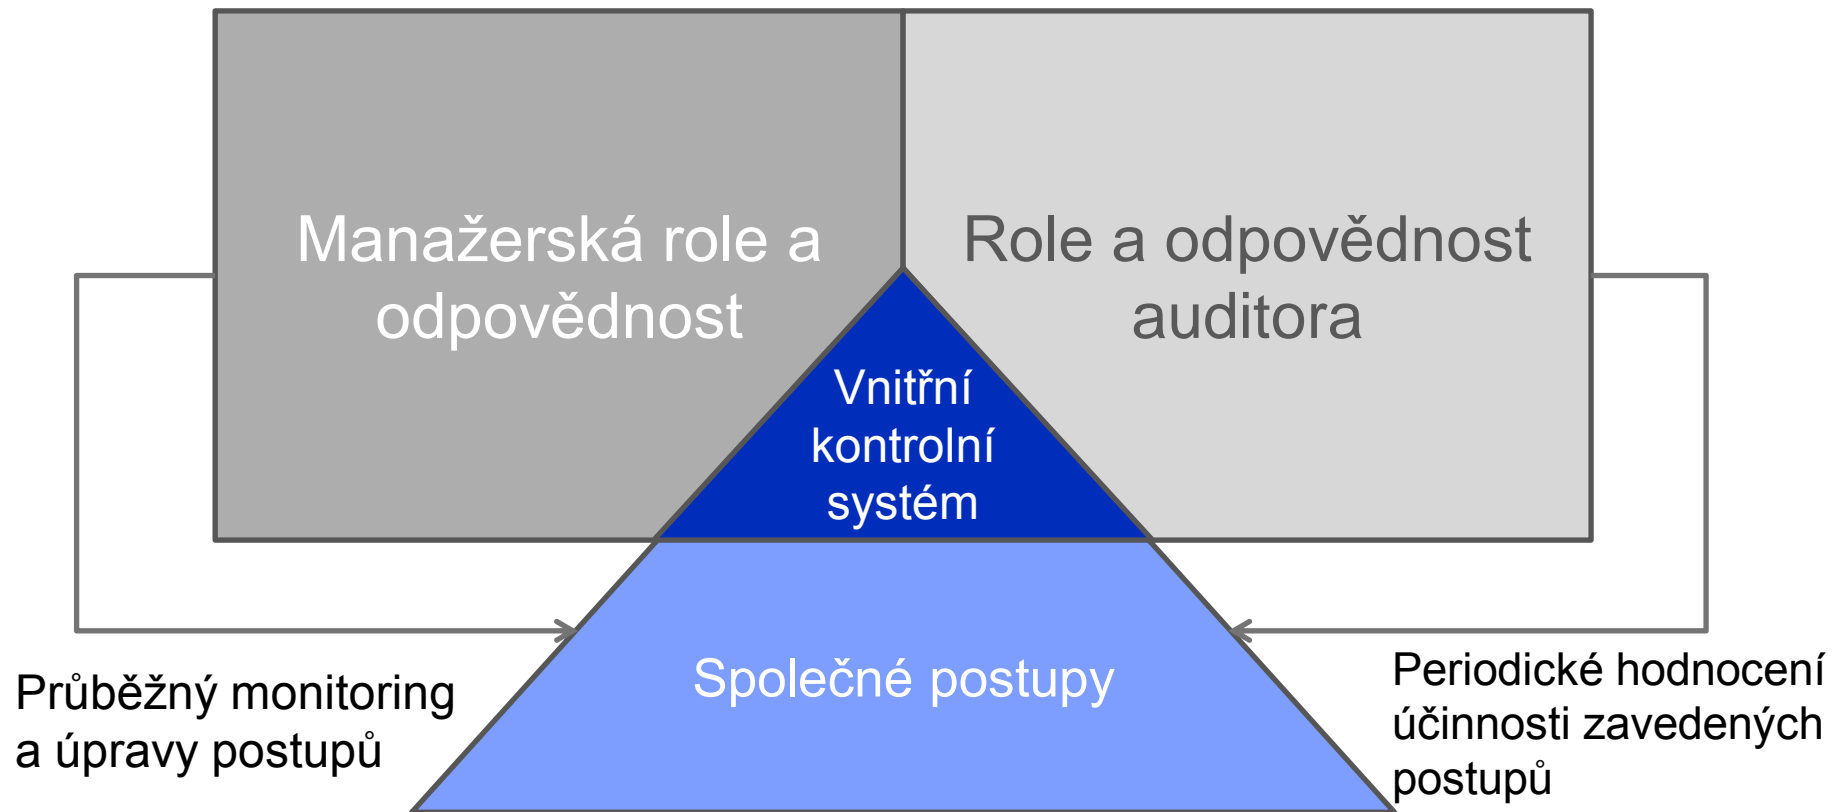 Manažerská role a
odpovědnost
Role a odpovědnost
auditora
Vnitřní
kontrolní
systém
Společné postupy
Průběžný monitoring
a úpravy postupů
Periodické hodnocení
účinnosti zavedených
postupů